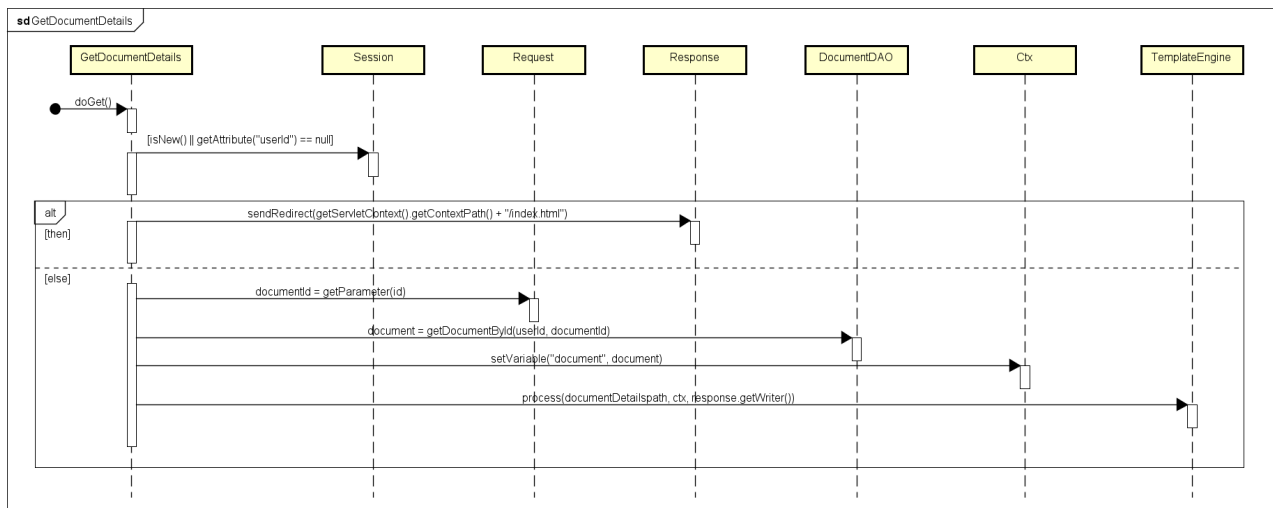 sd GetDocumentDetails
GetDocumentDetails
Session
Request
Response
DocumentDAO
Ctx
TemplateEngine
doGet()
[isNew() || getAttribute("userId") == null]
alt
sendRedirect(getServletContext().getContextPath() + "/index.html")
[then]
[else]
documentId = getParameter(id)
document = getDocumentById(userId, documentId)
setVariable("document", document)
process(documentDetailspath, ctx, response.getWriter())